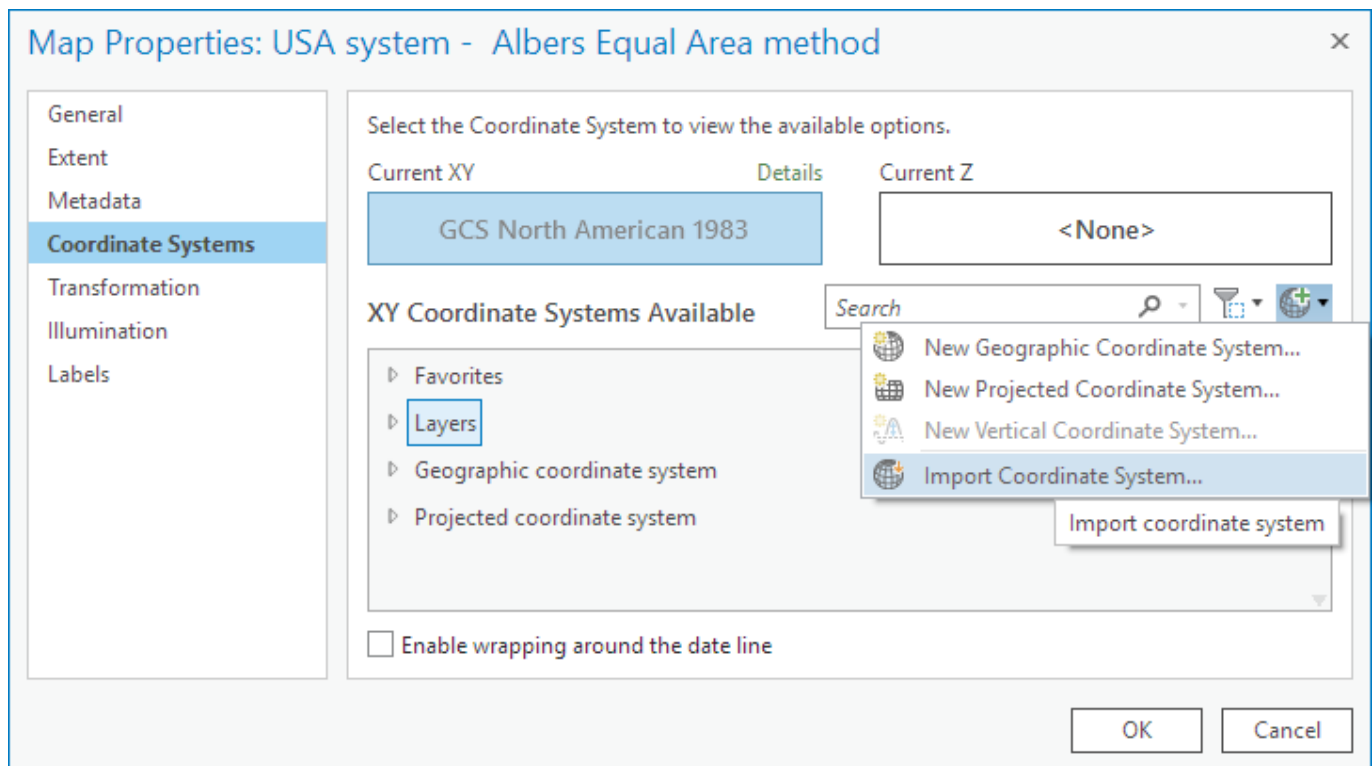 Map Properties: USA system - Albers Equal Area method
General
Extent
Metadata
Coordinate Systems
Transformation
Illumination
Labels
Select the Coordinate System to view the available options.
Current XY
Details
Current Z
GCS North American 1983
<None>
XY Coordinate Systems Available
Search
New Geographic Coordinate System...
New Projected Coordinate System...
New Vertical Coordinate System...
Import Coordinate System...
Import coordinate system
Favorites
Layers
Geographic coordinate system
Projected coordinate system
Enable wrapping around the date line
OK
Cancel